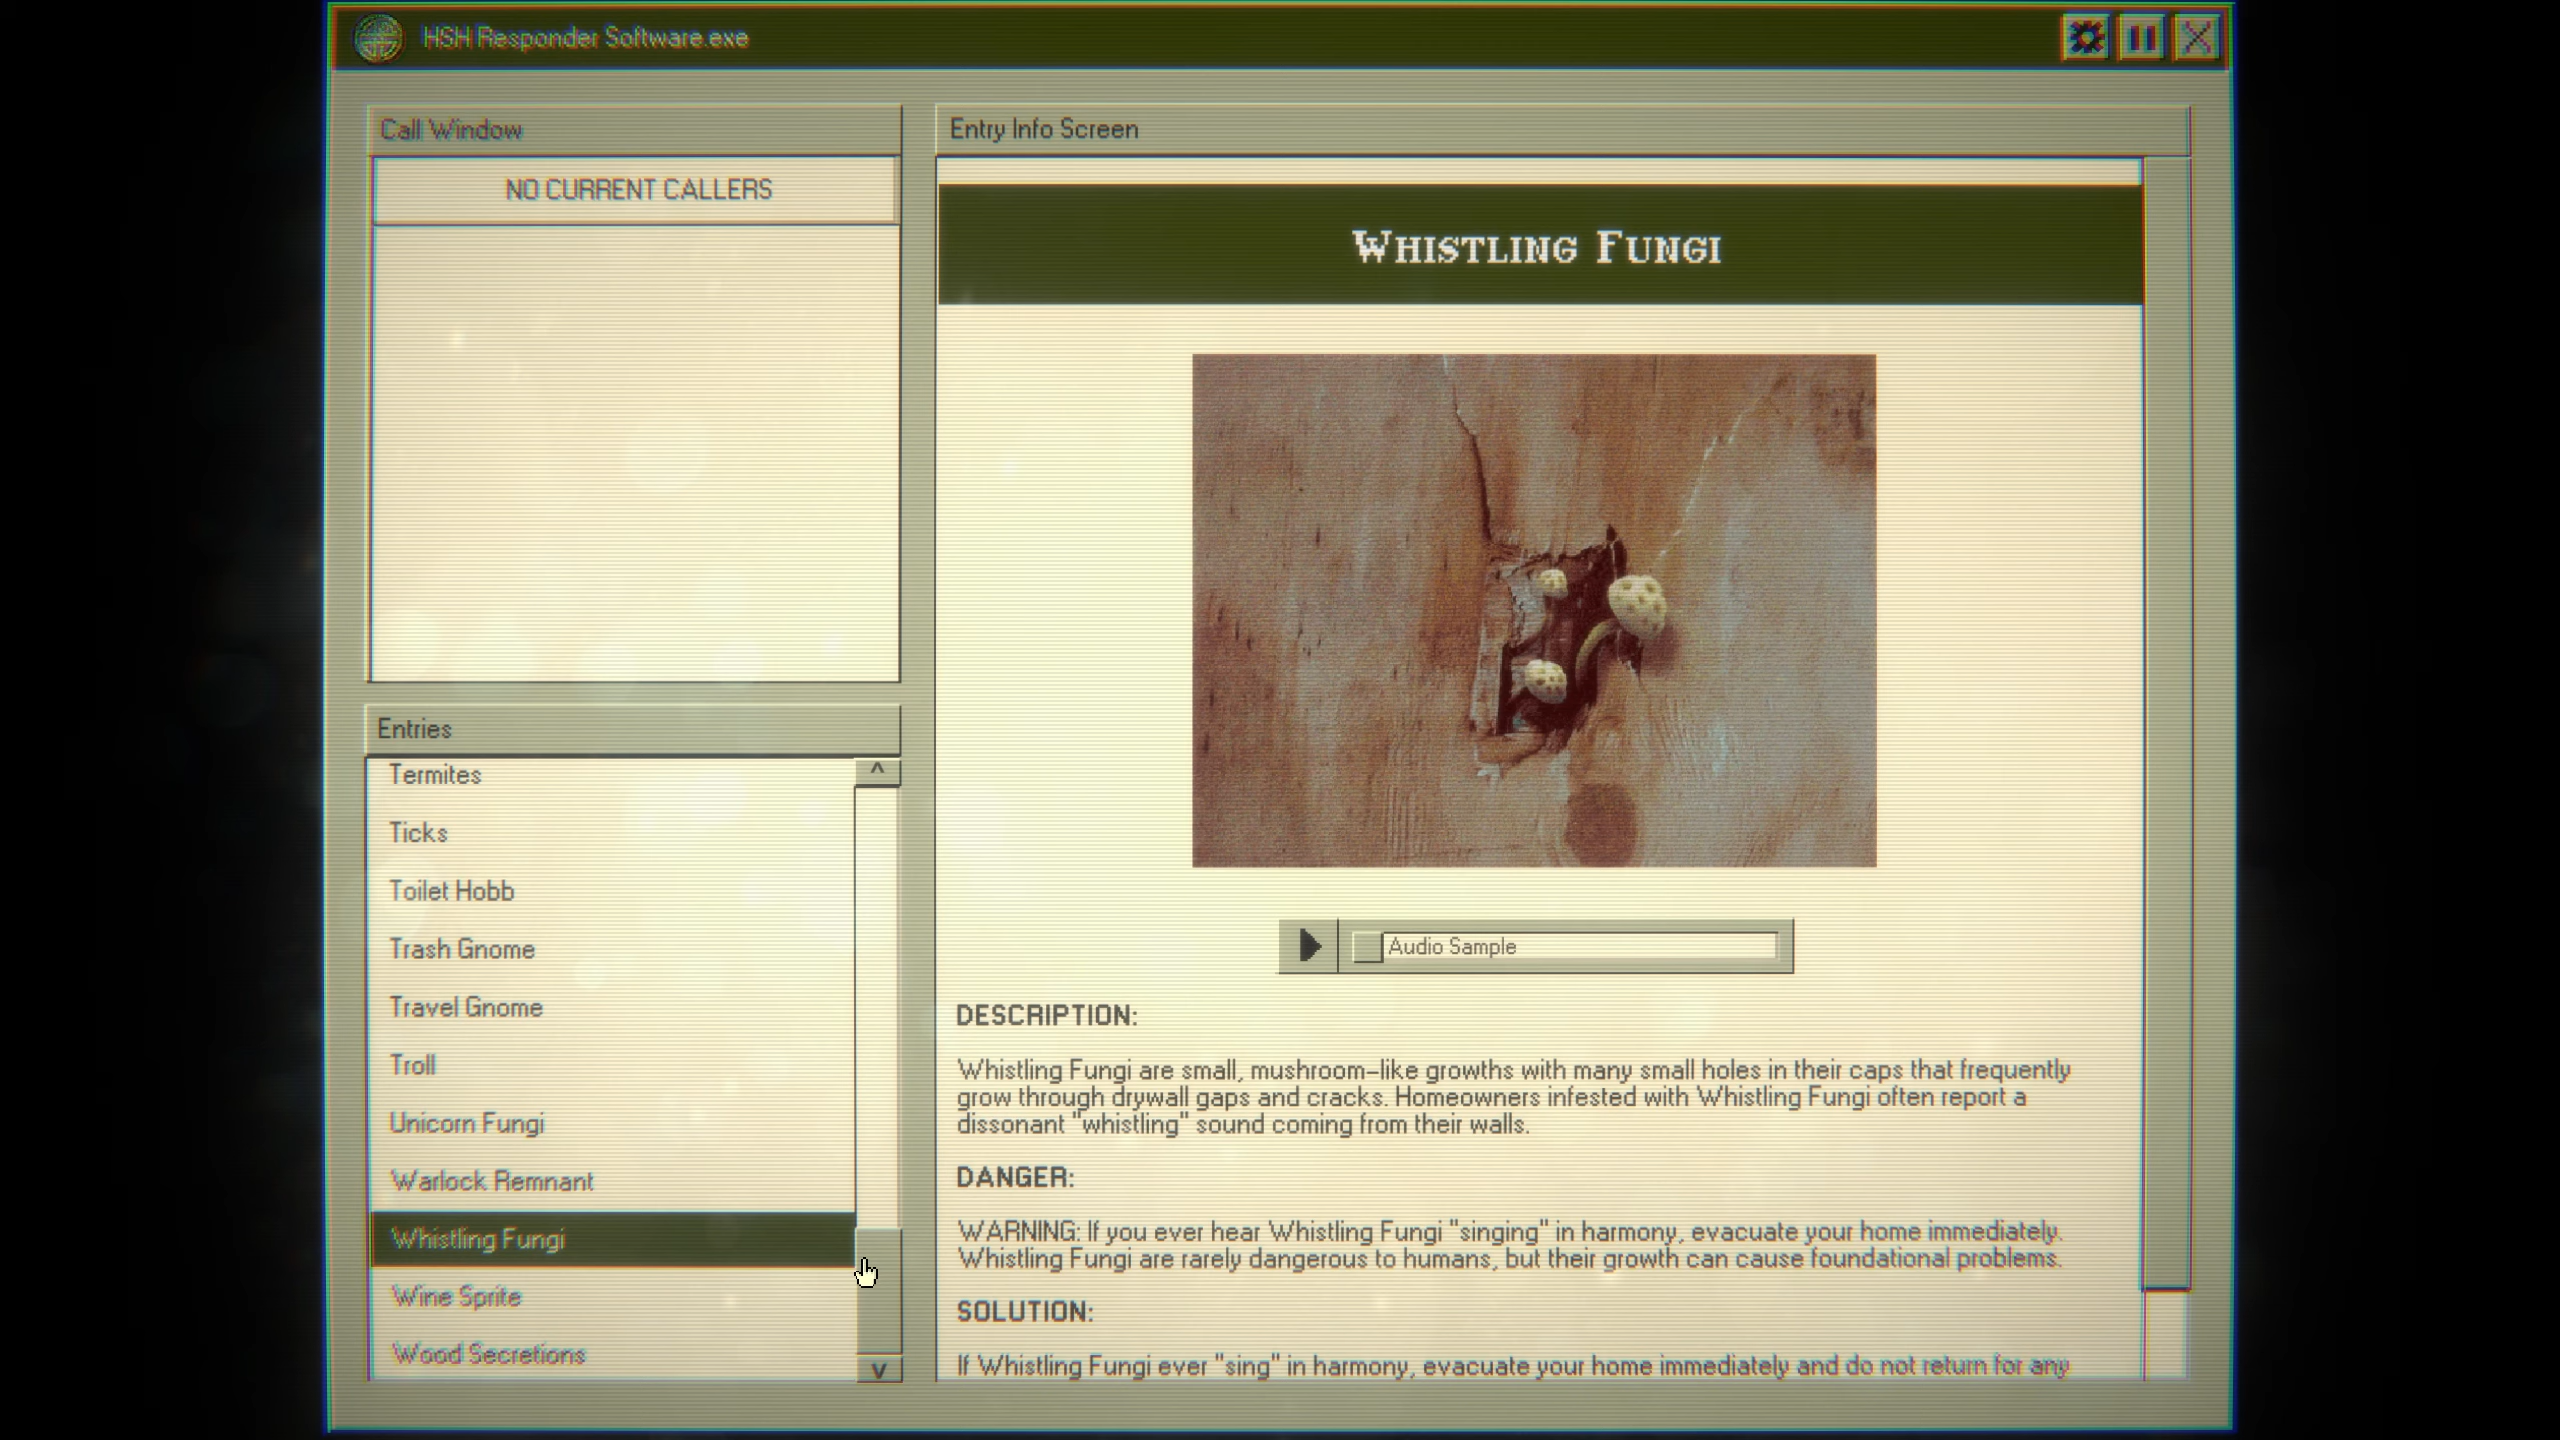 HSH Responder Software.exe
Call Window
NO CURRENT CALLERS
Entries
Termites
Ticks
Toilet Hobb
Trash Gnome
Travel Gnome
Troll
Unicorn Fungi
Warlock Remnant
Whistling Fungi
Wine Sprite
Wood Secretions
Entry Info Screen
Whistling Fungi
Audio Sample
DESCRIPTION:
Whistling Fungi are small, mushroom-like growths with many small holes in their caps that frequently
grow through drywall gaps and cracks. Homeowners infested with Whistling Fungi often report a
dissonant "whistling" sound coming from their walls.
DANGER:
WARNING: If you ever hear Whistling Fungi "singing" in harmony, evacuate your home immediately.
Whistling Fungi are rarely dangerous to humans, but their growth can cause foundational problems.
SOLUTION:
If Whistling Fungi ever "sing" in harmony, evacuate your home immediately and do not return for any